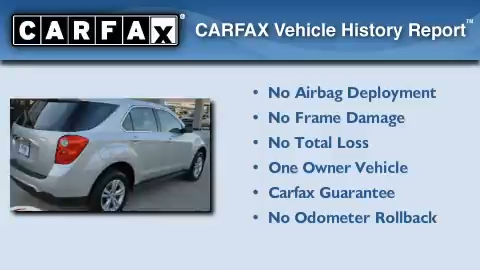 CARFAX®
CARFAX Vehicle History Report™
• No Airbag Deployment
• No Frame Damage
• No Total Loss
• One Owner Vehicle
• Carfax Guarantee
• No Odometer Rollback